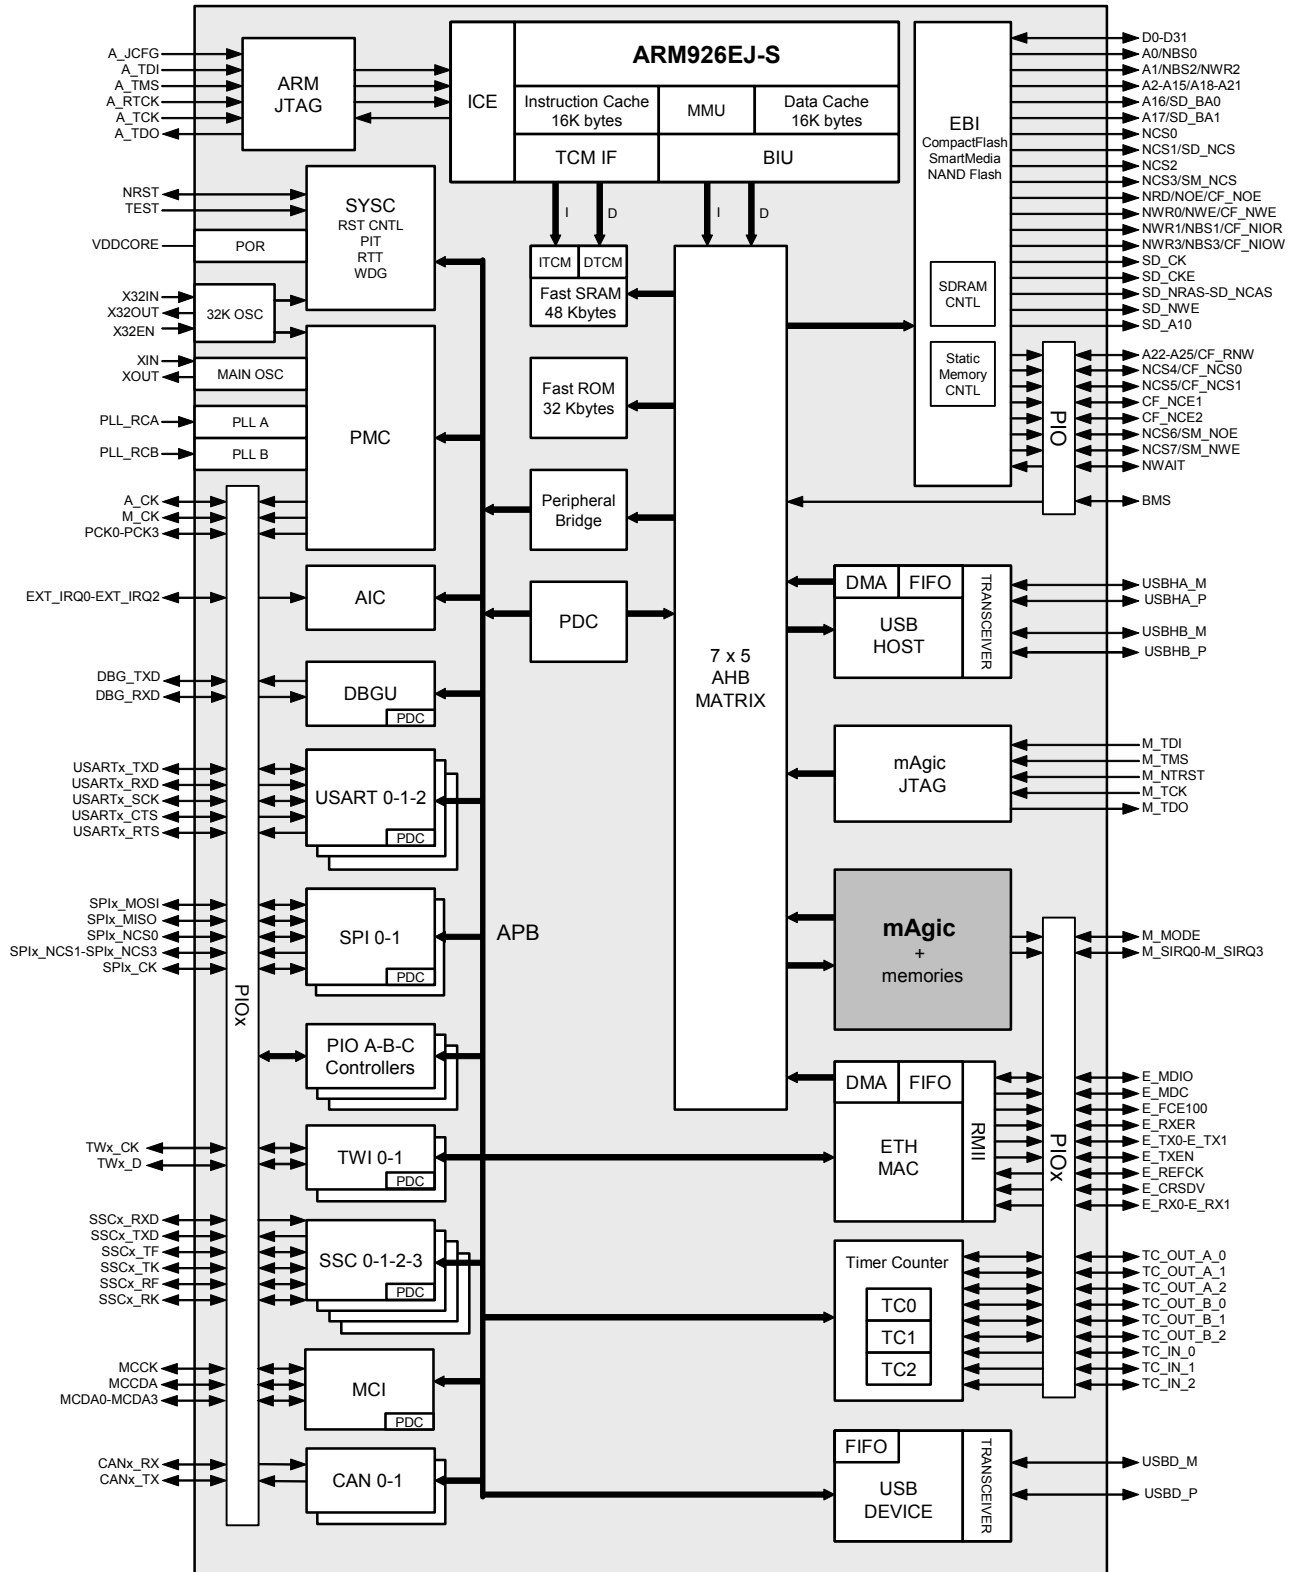 A_JCFG
A_TDI
A_TMS
A_RTCK
A_TCK
A_TDO
ARM
JTAG
ICE
ARM926EJ-S
Instruction Cache
16K bytes
MMU
Data Cache
16K bytes
TCM IF
BIU
I
D
I
D
NRST
TEST
VDDCORE
SYSC
RST CNTL
PIT
RTT
WDG
POR
X32IN
X32OUT
X32EN
32K OSC
XIN
XOUT
MAIN OSC
PLL_RCA
PLL A
PLL_RCB
PLL B
PMC
A_CK
M_CK
PCK0-PCK3
EXT_IRQ0-EXT_IRQ2
AIC
DBG_TXD
DBG_RXD
DBGU
PDC
USARTx_TXD
USARTx_RXD
USARTx_SCK
USARTx_CTS
USARTx_RTS
USART 0-1-2
PDC
SPIx_MOSI
SPIx_MISO
SPIx_NCS0
SPIx_NCS1-SPIx_NCS3
SPIx_CK
SPI 0-1
PDC
PIOx
PIO A-B-C
Controllers
TWx_CK
TWx_D
TWI 0-1
PDC
SSCx_RXD
SSCx_TXD
SSCx_TF
SSCx_TK
SSCx_RF
SSCx_RK
SSC 0-1-2-3
PDC
MCCK
MCCDA
MCDA0-MCDA3
MCI
PDC
CANx_RX
CANx_TX
CAN 0-1
ITCM
DTCM
Fast SRAM
48 Kbytes
Fast ROM
32 Kbytes
Peripheral
Bridge
PDC
APB
7 x 5
AHB
MATRIX
EBI
CompactFlash
SmartMedia
NAND Flash
SDRAM
CNTL
Static
Memory
CNTL
D0-D31
A0/NBS0
A1/NBS2/NWR2
A2-A15/A18-A21
A16/SD_BA0
A17/SD_BA1
NCS0
NCS1/SD_NCS
NCS2
NCS3/SM_NCS
NRD/NOE/CF_NOE
NWR0/NWE/CF_NWE
NWR1/NBS1/CF_NIOR
NWR3/NBS3/CF_NIOW
SD_CK
SD_CKE
SD_NRAS-SD_NCAS
SD_NWE
SD_A10
PIO
A22-A25/CF_RNW
NCS4/CF_NCS0
NCS5/CF_NCS1
CF_NCE1
CF_NCE2
NCS6/SM_NOE
NCS7/SM_NWE
NWAIT
BMS
DMA
FIFO
USB
HOST
TRANSCEIVER
USBHA_M
USBHA_P
USBHB_M
USBHB_P
mAgic
JTAG
M_TDI
M_TMS
M_NTRST
M_TCK
M_TDO
mAgic
+
memories
M_MODE
M_SIRQ0-M_SIRQ3
DMA
FIFO
ETH
MAC
RMII
PIOx
E_MDIO
E_MDC
E_FCE100
E_RXER
E_TX0-E_TX1
E_TXEN
E_REFCK
E_CRSDV
E_RX0-E_RX1
Timer Counter
TC0
TC1
TC2
TC_OUT_A_0
TC_OUT_A_1
TC_OUT_A_2
TC_OUT_B_0
TC_OUT_B_1
TC_OUT_B_2
TC_IN_0
TC_IN_1
TC_IN_2
FIFO
USB
DEVICE
TRANSCEIVER
USBD_M
USBD_P